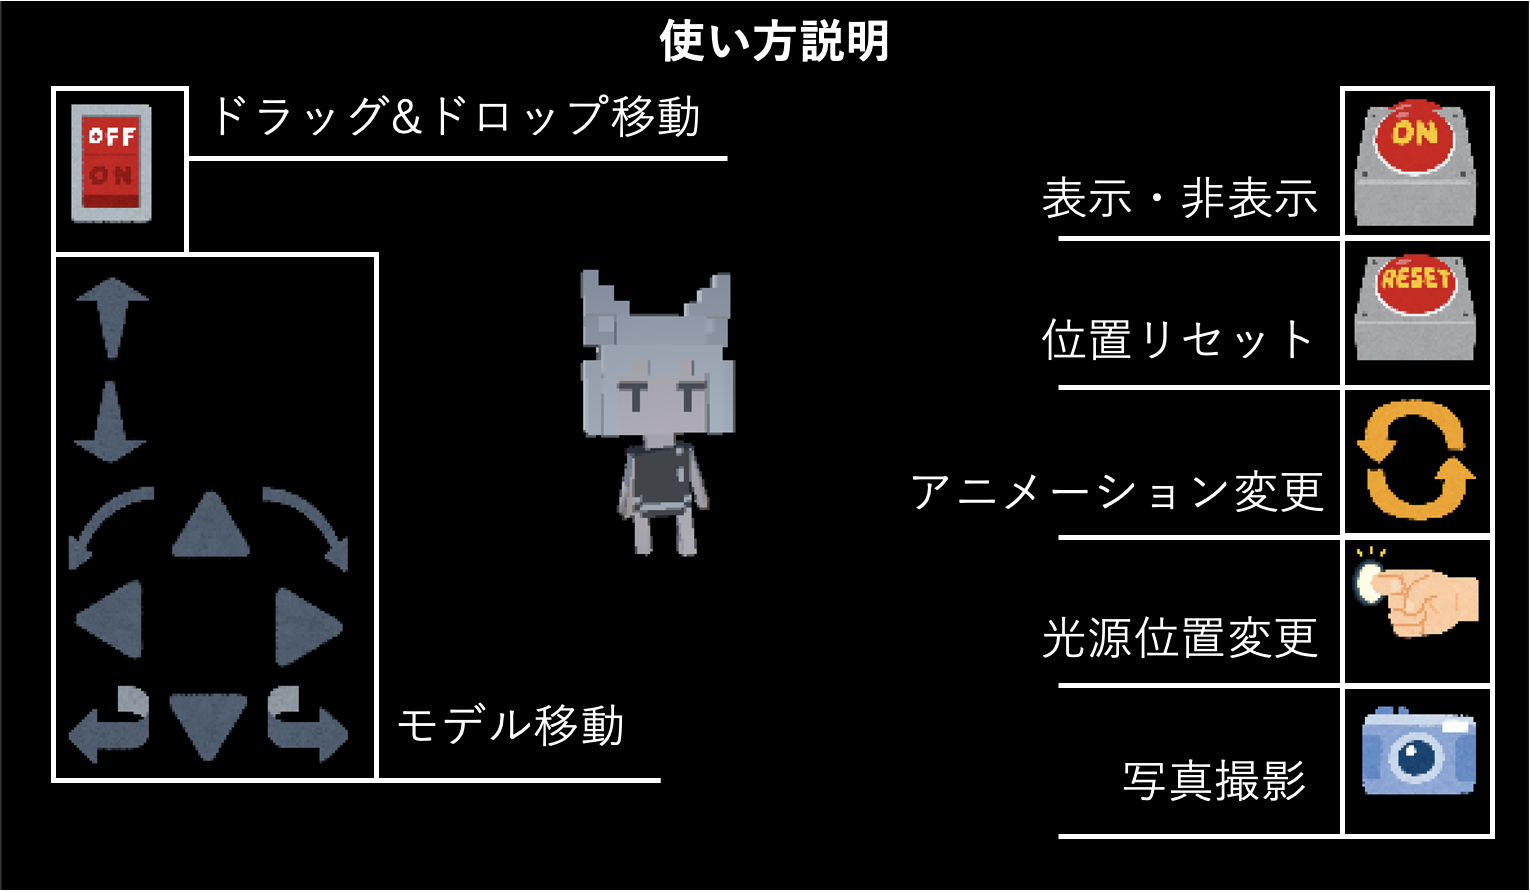 使い方説明
OFF
ON
ドラッグ&ドロップ移動
ON
表示・非表示
RESET
位置リセット
アニメーション変更
光源位置変更
モデル移動
写真撮影